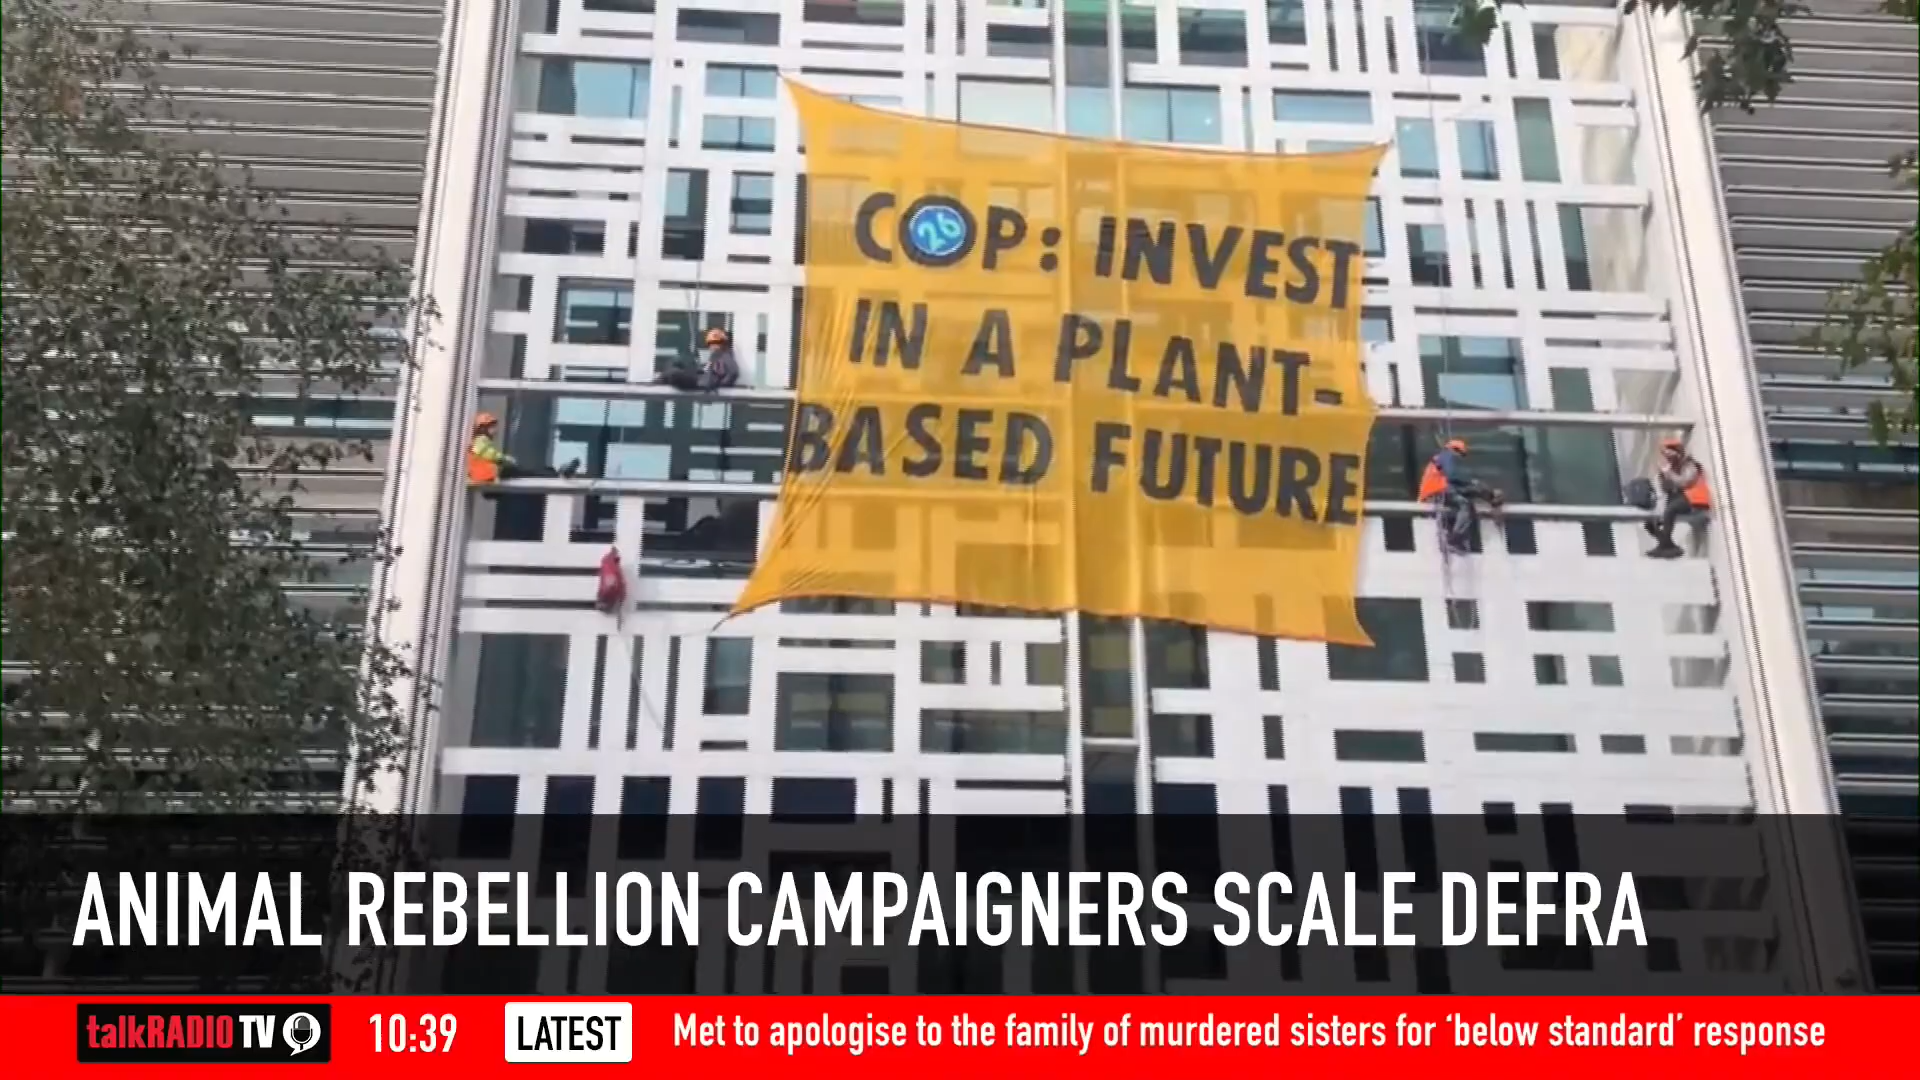 COP: INVEST
26
IN A PLANT-
BASED FUTURE
ANIMAL REBELLION CAMPAIGNERS SCALE DEFRA
talkRADIO TV 10:39 LATEST Met to apologise to the family of murdered sisters for ‘below standard’ response